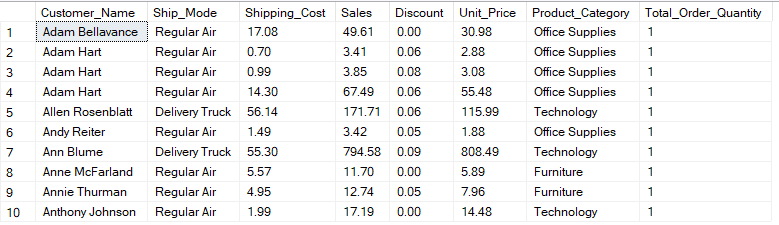 Customer_Name Ship_Mode Shipping_Cost Sales Discount Unit_Price Product_Category Total_Order_Quantity
1 Adam Bellavance Regular Air 17.08 49.61 0.00 30.98 Office Supplies 1
2 Adam Hart Regular Air 0.70 3.41 0.06 2.88 Office Supplies 1
3 Adam Hart Regular Air 0.99 3.85 0.08 3.08 Office Supplies 1
4 Adam Hart Regular Air 14.30 67.49 0.06 55.48 Office Supplies 1
5 Allen Rosenblatt Delivery Truck 56.14 171.71 0.06 115.99 Technology 1
6 Andy Reiter Regular Air 1.49 3.42 0.05 1.88 Office Supplies 1
7 Ann Blume Delivery Truck 55.30 794.58 0.09 808.49 Technology 1
8 Anne McFarland Regular Air 5.57 11.70 0.00 5.89 Furniture 1
9 Annie Thurman Regular Air 4.95 12.74 0.05 7.96 Furniture 1
10 Anthony Johnson Regular Air 1.99 17.19 0.00 14.48 Technology 1